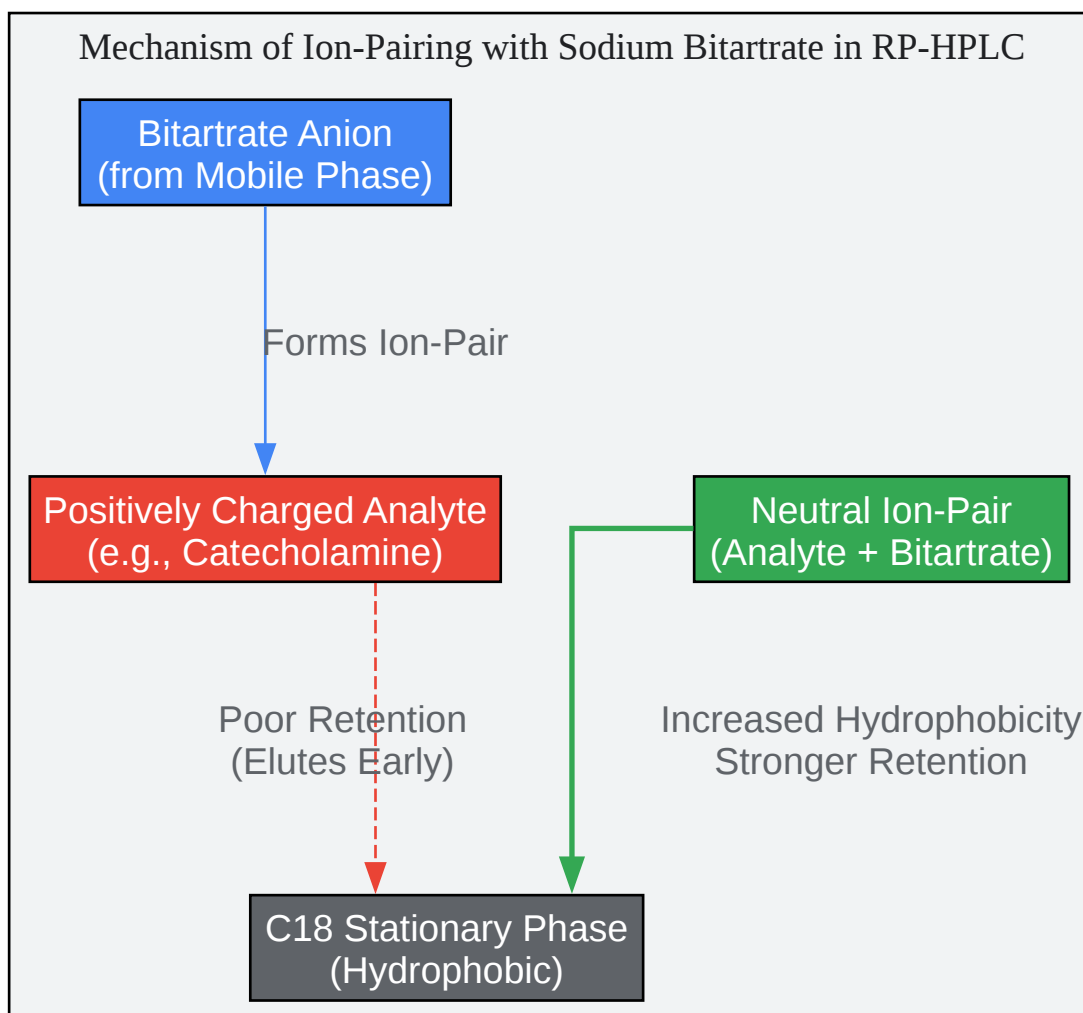 Mechanism of Ion-Pairing with Sodium Bitartrate in RP-HPLC
Bitartrate Anion
(from Mobile Phase)
Forms Ion-Pair
Positively Charged Analyte
(e.g., Catecholamine)
Neutral Ion-Pair
(Analyte + Bitartrate)
Poor Retention
(Elutes Early)
Increased Hydrophobicity
Stronger Retention
C18 Stationary Phase
(Hydrophobic)